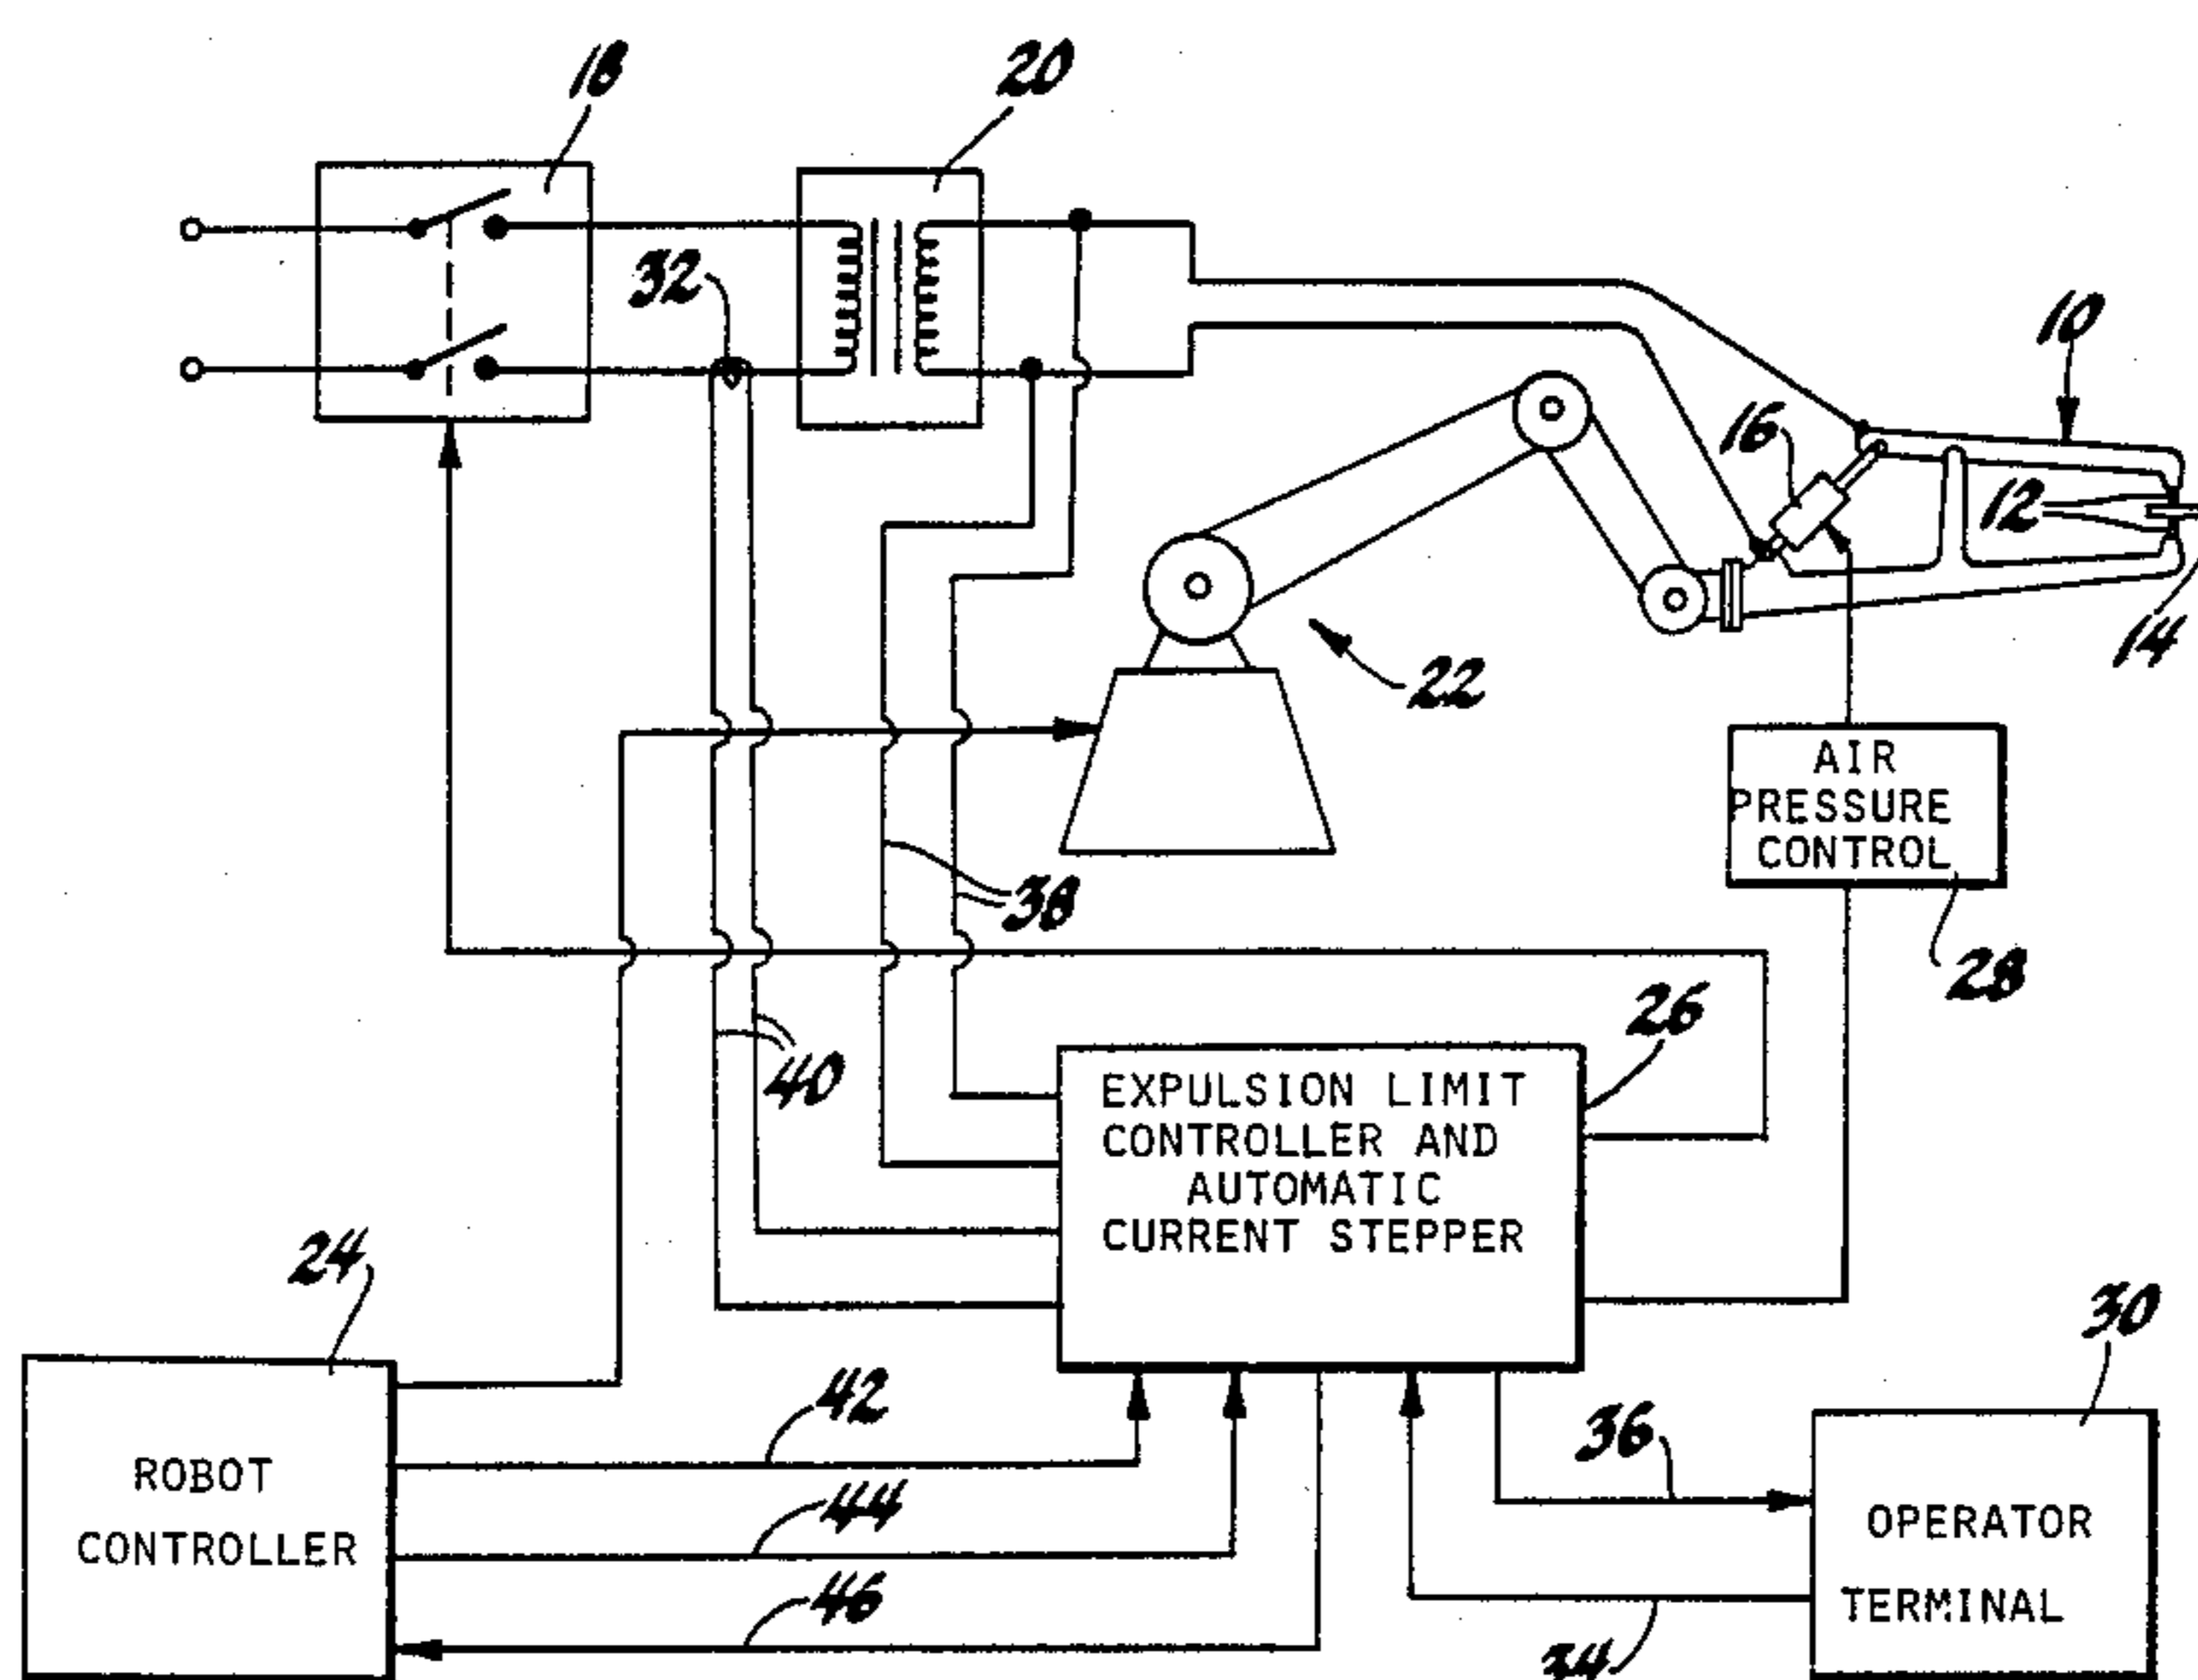 18
20
32
10
16
12
14
22
AIR
PRESSURE
CONTROL
38
28
26
40
EXPULSION LIMIT
CONTROLLER AND
AUTOMATIC
CURRENT STEPPER
24
30
42
36
ROBOT
CONTROLLER
44
OPERATOR
TERMINAL
46
34